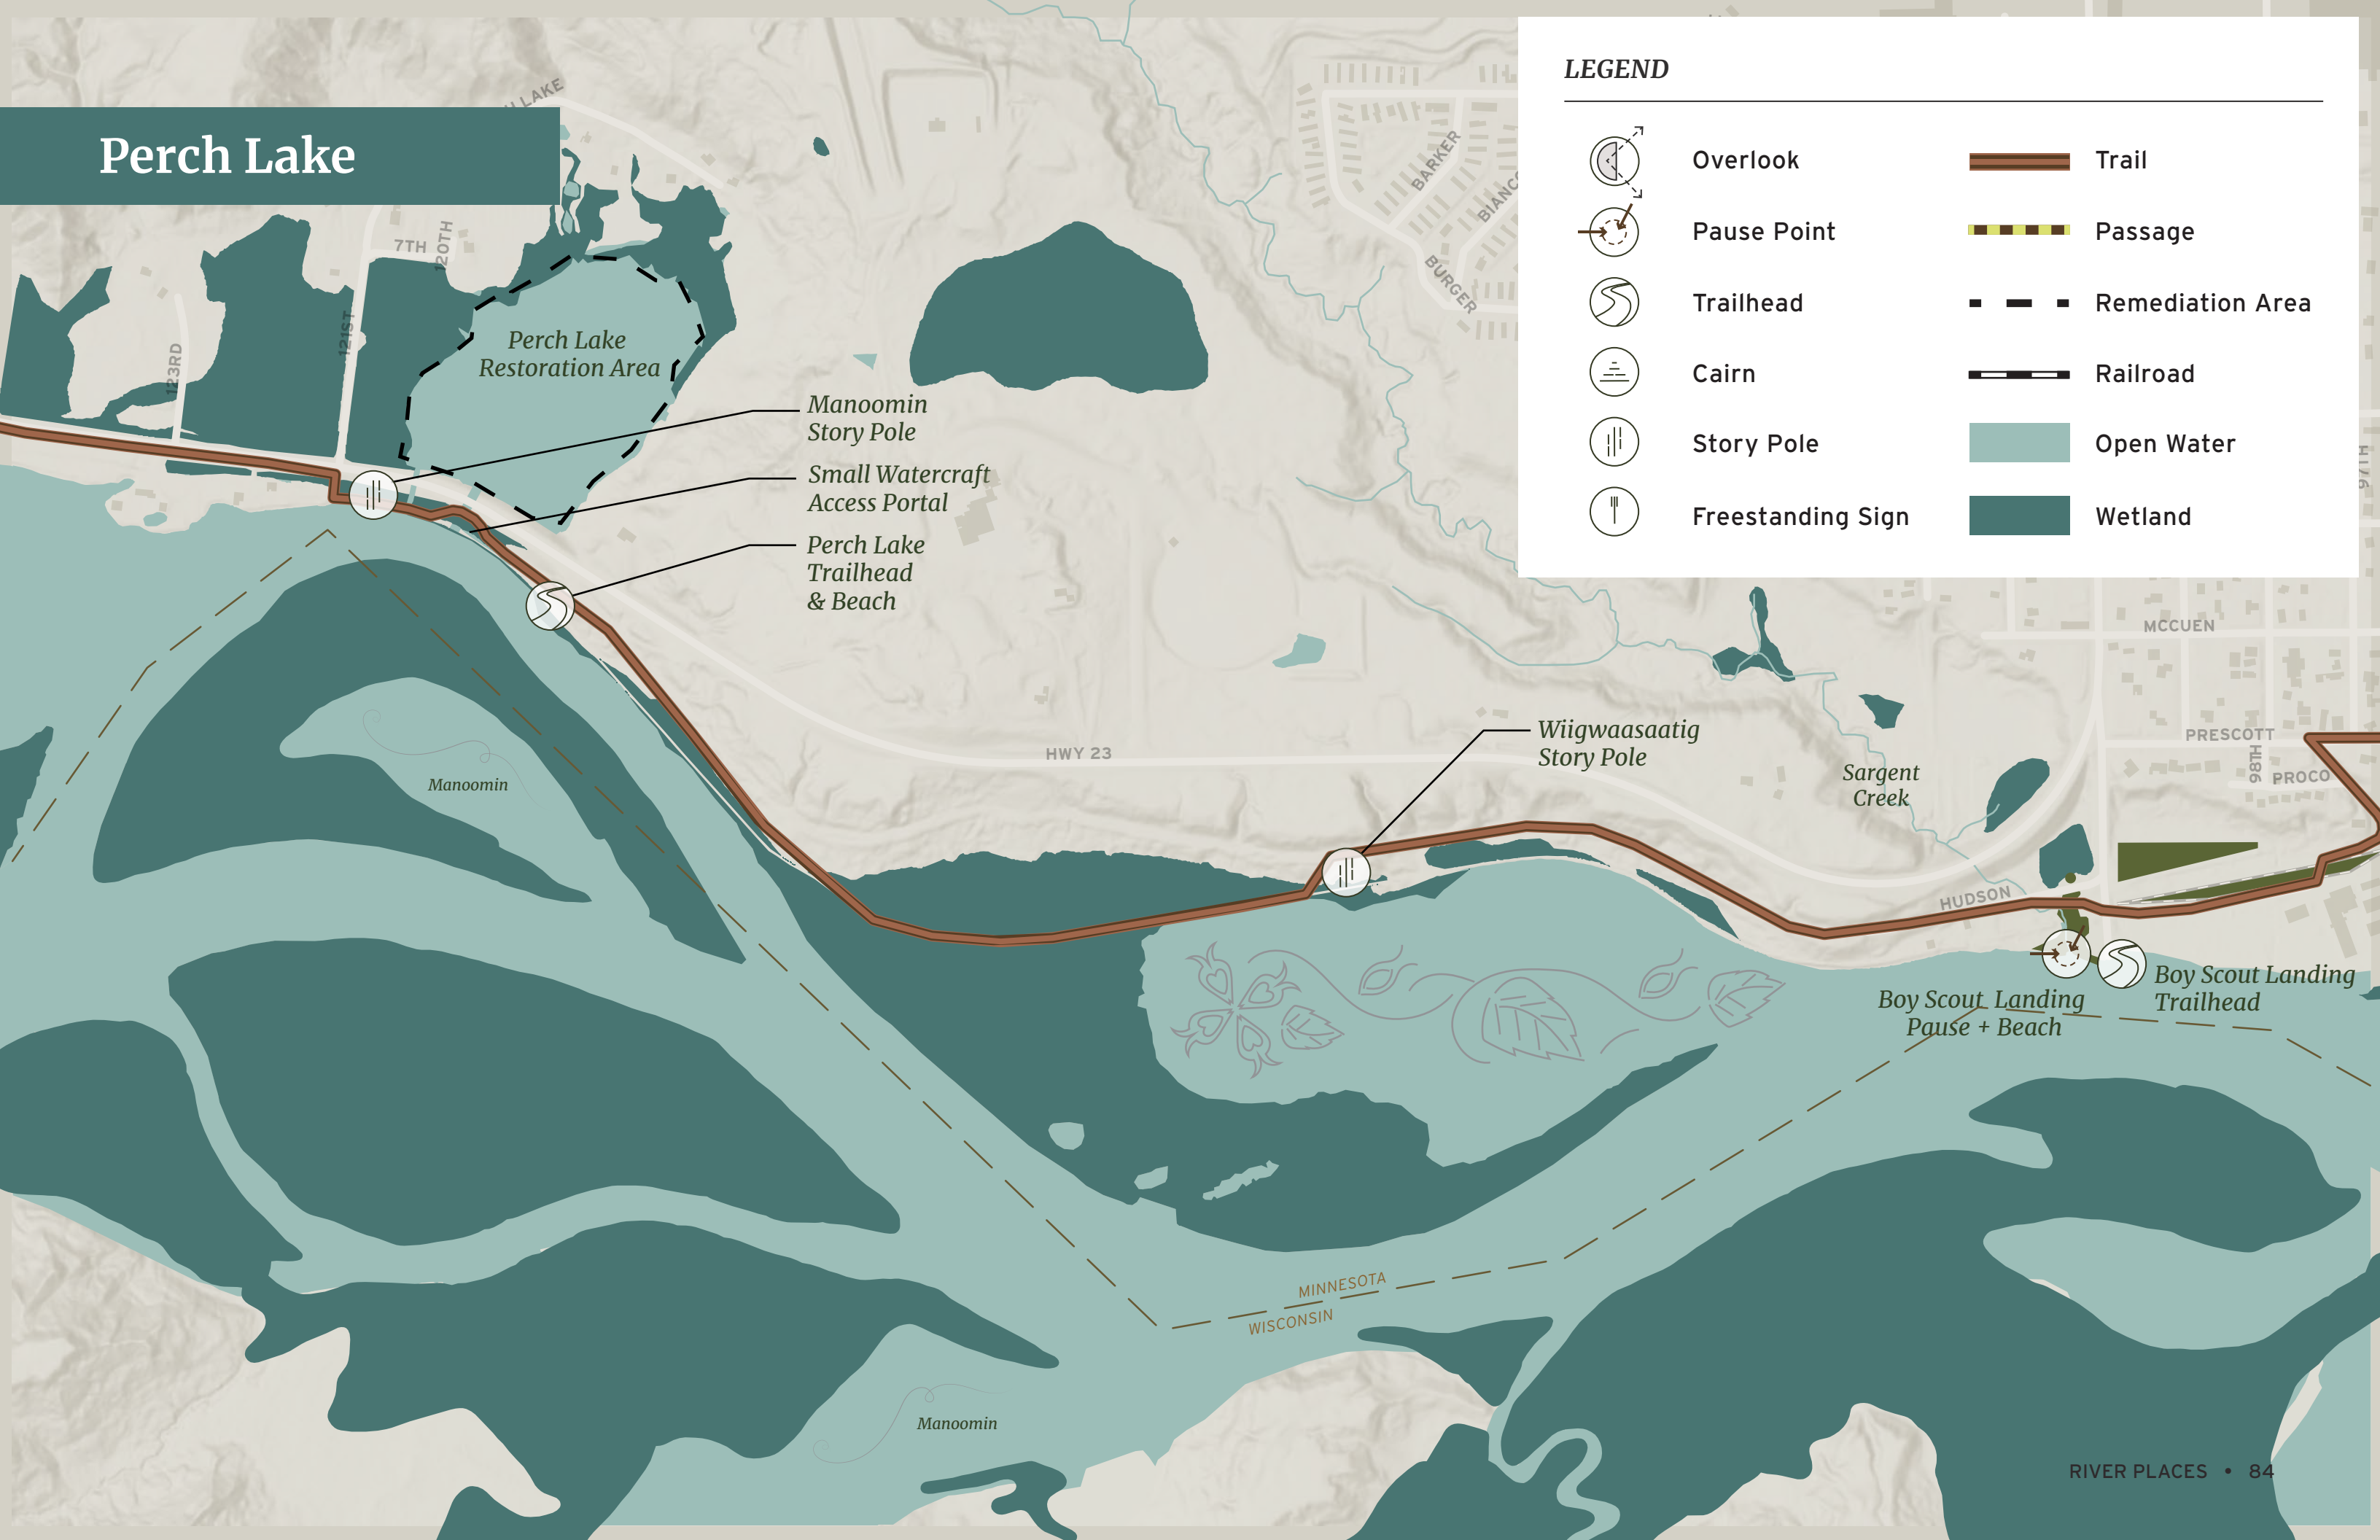 Perch Lake
LAKE
7TH
120TH
121ST
123RD
BARKER
BURGER
Perch Lake
Restoration Area
Manoomin
Story Pole
Small Watercraft
Access Portal
Perch Lake
Trailhead
& Beach
LEGEND
Overlook
Pause Point
Trailhead
Cairn
Story Pole
Freestanding Sign
Trail
Passage
Remediation Area
Railroad
Open Water
Wetland
97TH
MCCUEN
PRESCOTT
98TH
PROCO
HWY 23
Wiigwaasaatig
Story Pole
Sargent
Creek
HUDSON
Manoomin
Boy Scout Landing
Pause + Beach
Boy Scout Landing
Trailhead
MINNESOTA
WISCONSIN
Manoomin
RIVER PLACES • 84